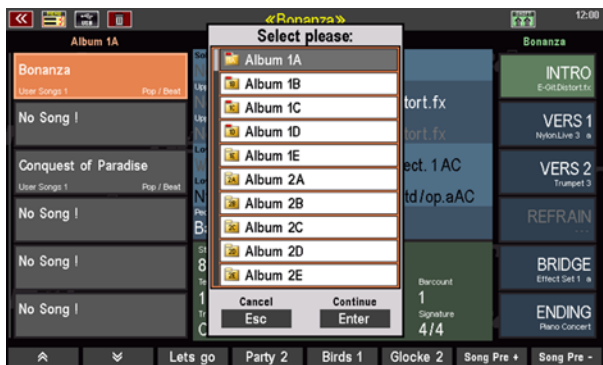 «Bonanza»
12:00
Album 1A
Bonanza
User Songs 1 Pop / Beat
No Song !
Conquest of Paradise
User Songs 1 Pop / Beat
No Song !
No Song !
No Song !
Select please:
Album 1A
Album 1B
Album 1C
Album 1D
Album 1E
Album 2A
Album 2B
Album 2C
Album 2D
Album 2E
Cancel Continue
Esc Enter
tort.fx
tort.fx
ect. 1 AC
td/op.aAC
Barcount
1
Signature
4/4
Bonanza
INTRO
E-Git.Distort.fx
VERS 1
NylonLive 3 a
VERS 2
Trumpet 3
REFRAIN
---
BRIDGE
Effect Set 1 a
ENDING
Piano Concert
Lets go Party 2 Birds 1 Glocke 2 Song Pre + Song Pre -